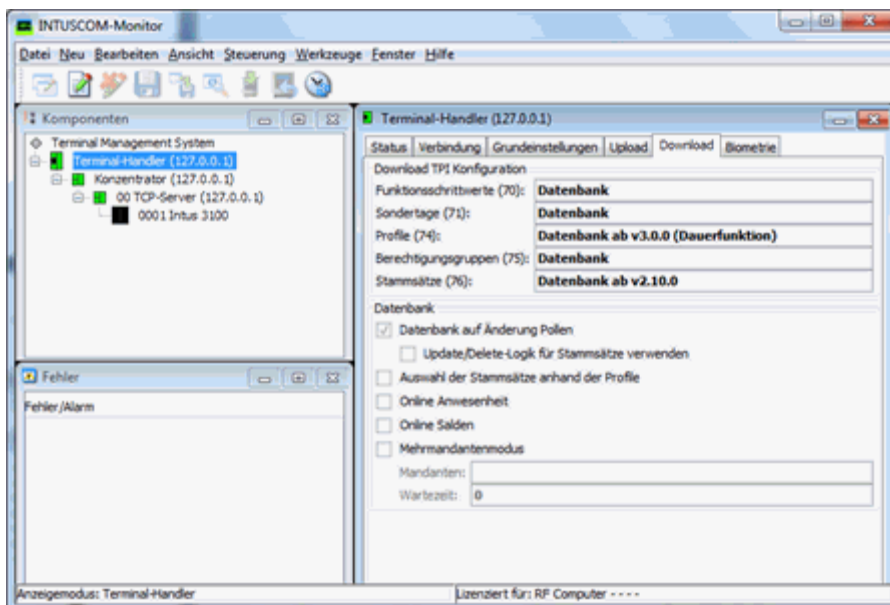 INTUSCOM-Monitor
Datei Neu Bearbeiten Ansicht Steuerung Werkzeuge Fenster Hilfe
Komponenten
Terminal Management System
Terminal-Handler (127.0.0.1)
Konzentrator (127.0.0.1)
00 TCP-Server (127.0.0.1)
0001 Intus 3100
Fehler
Fehler/Alarm
Terminal-Handler (127.0.0.1)
Status Verbindung Grundeinstellungen Upload Download Biometrie
Download TPI Konfiguration
Funktionsschrittwerte (70): Datenbank
Sondertage (71): Datenbank
Profile (74): Datenbank ab v3.0.0 (Dauerfunktion)
Berechtigungsgruppen (75): Datenbank
Stammsätze (76): Datenbank ab v2.10.0
Datenbank
Datenbank auf Änderung Pollen
Update/Delete-Logik für Stammsätze verwenden
Auswahl der Stammsätze anhand der Profile
Online Anwesenheit
Online Salden
Mehrmandantenmodus
Mandanten:
Wartezeit: 0
Anzeigemodus: Terminal-Handler
Lizenziert für: RF Computer - - - -